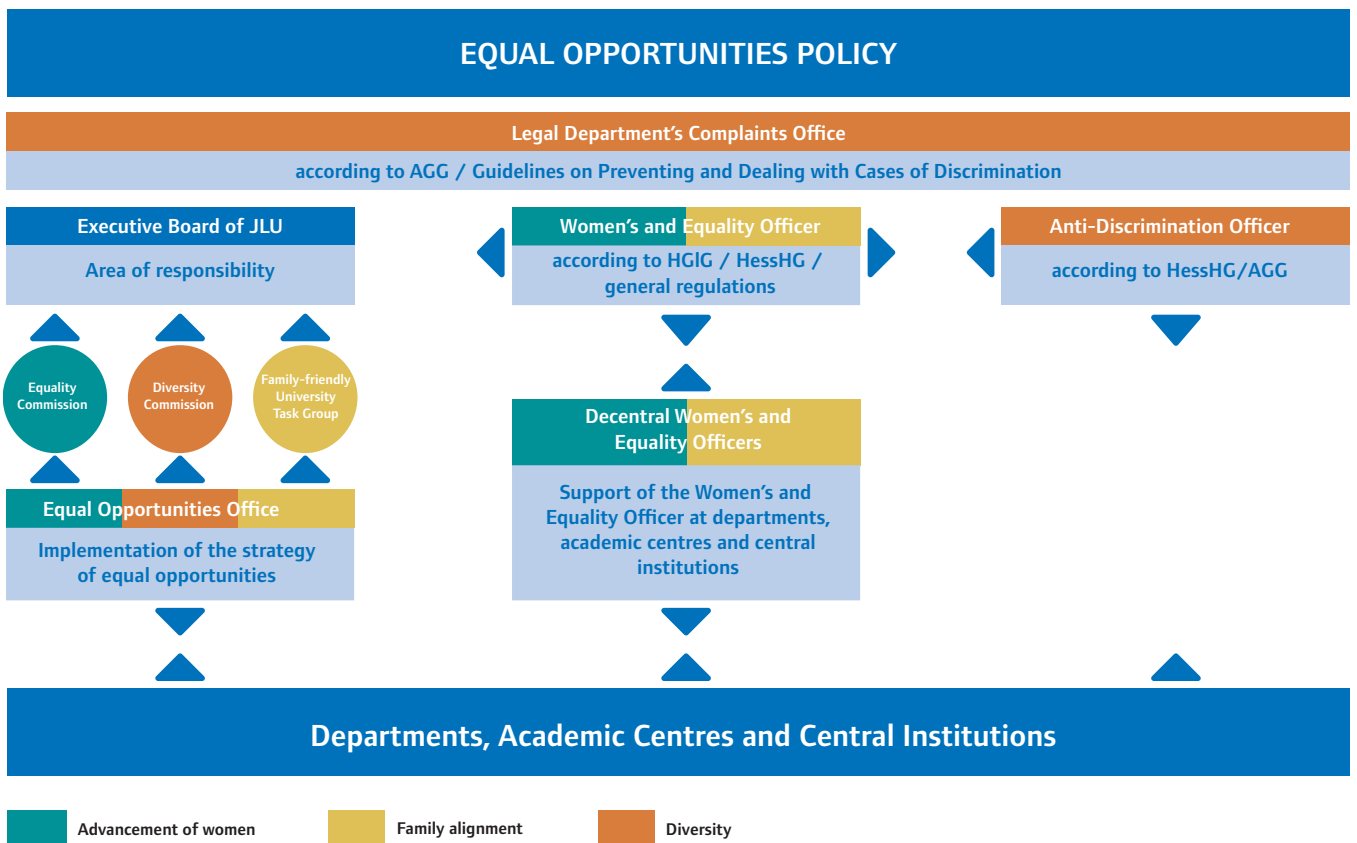 EQUAL OPPORTUNITIES POLICY
Legal Department's Complaints Office
according to AGG / Guidelines on Preventing and Dealing with Cases of Discrimination
Executive Board of JLU
Area of responsibility
Women's and Equality Officer
according to HGlG / HessHG /
general regulations
Anti-Discrimination Officer
according to HessHG/AGG
Equality
Commission
Diversity
Commission
Family-friendly
University
Task Group
Equal Opportunities Office
Implementation of the strategy
of equal opportunities
Decentral Women's and
Equality Officers
Support of the Women's and
Equality Officer at departments,
academic centres and central
institutions
Departments, Academic Centres and Central Institutions
Advancement of women
Family alignment
Diversity